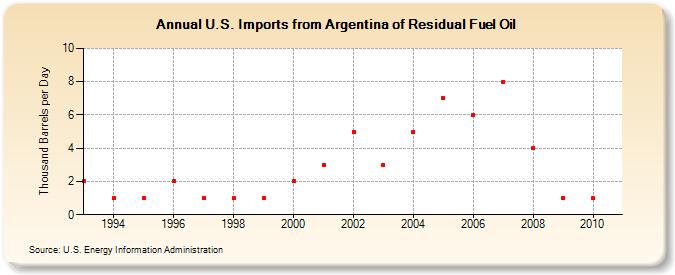 Annual U.S. Imports from Argentina of Residual Fuel Oil
Thousand Barrels per Day
10
8
6
4
2
0
1994 1996 1998 2000 2002 2004 2006 2008 2010
Source: U.S. Energy Information Administration